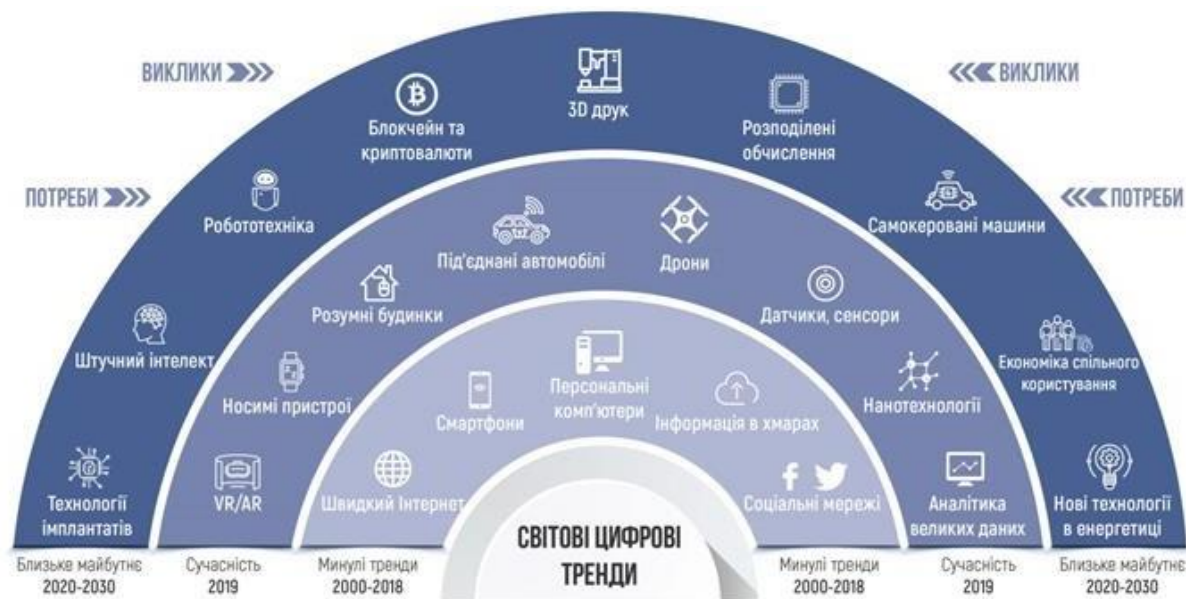 ВИКЛИКИ
ВИКЛИКИ
3D друк
Блокчейн та
криптовалюти
Розподілені
обчислення
ПОТРЕБИ
ПОТРЕБИ
Робототехніка
Самокеровані машини
Під'єднані автомобілі
Дрони
Розумні будинки
Датчики, сенсори
Штучний інтелект
Економіка спільного
користування
Носимі пристрої
Нанотехнології
Смартфони
Персональні
комп'ютери
Інформація в хмарах
Технології
імплантатів
VR/AR
Швидкий Інтернет
Соціальні мережі
Аналітика
великих даних
Нові технології
в енергетиці
СВІТОВІ ЦИФРОВІ
ТРЕНДИ
Близьке майбутнє
2020-2030
Сучасність
2019
Минулі тренди
2000-2018
Минулі тренди
2000-2018
Сучасність
2019
Близьке майбутнє
2020-2030